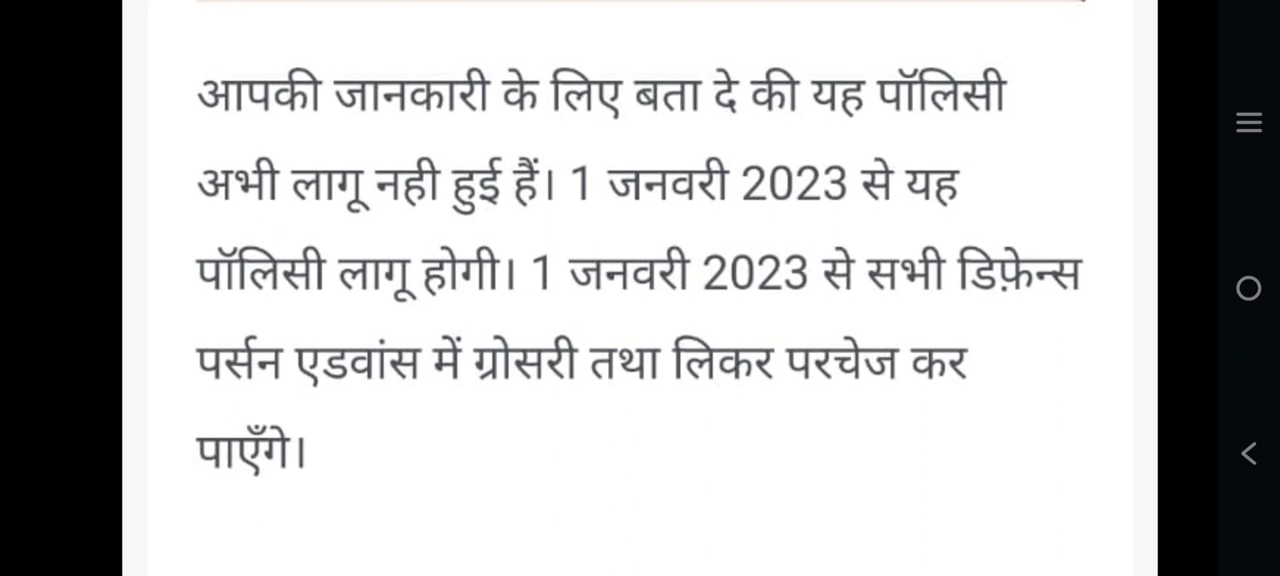 आपकी जानकारी के लिए बता दे की यह पॉलिसी
अभी लागू नही हुई हैं। 1 जनवरी 2023 से यह
पॉलिसी लागू होगी। 1 जनवरी 2023 से सभी डिफ़ेन्स
पर्सन एडवांस में ग्रोसरी तथा लिकर परचेज कर
पाएँगे।